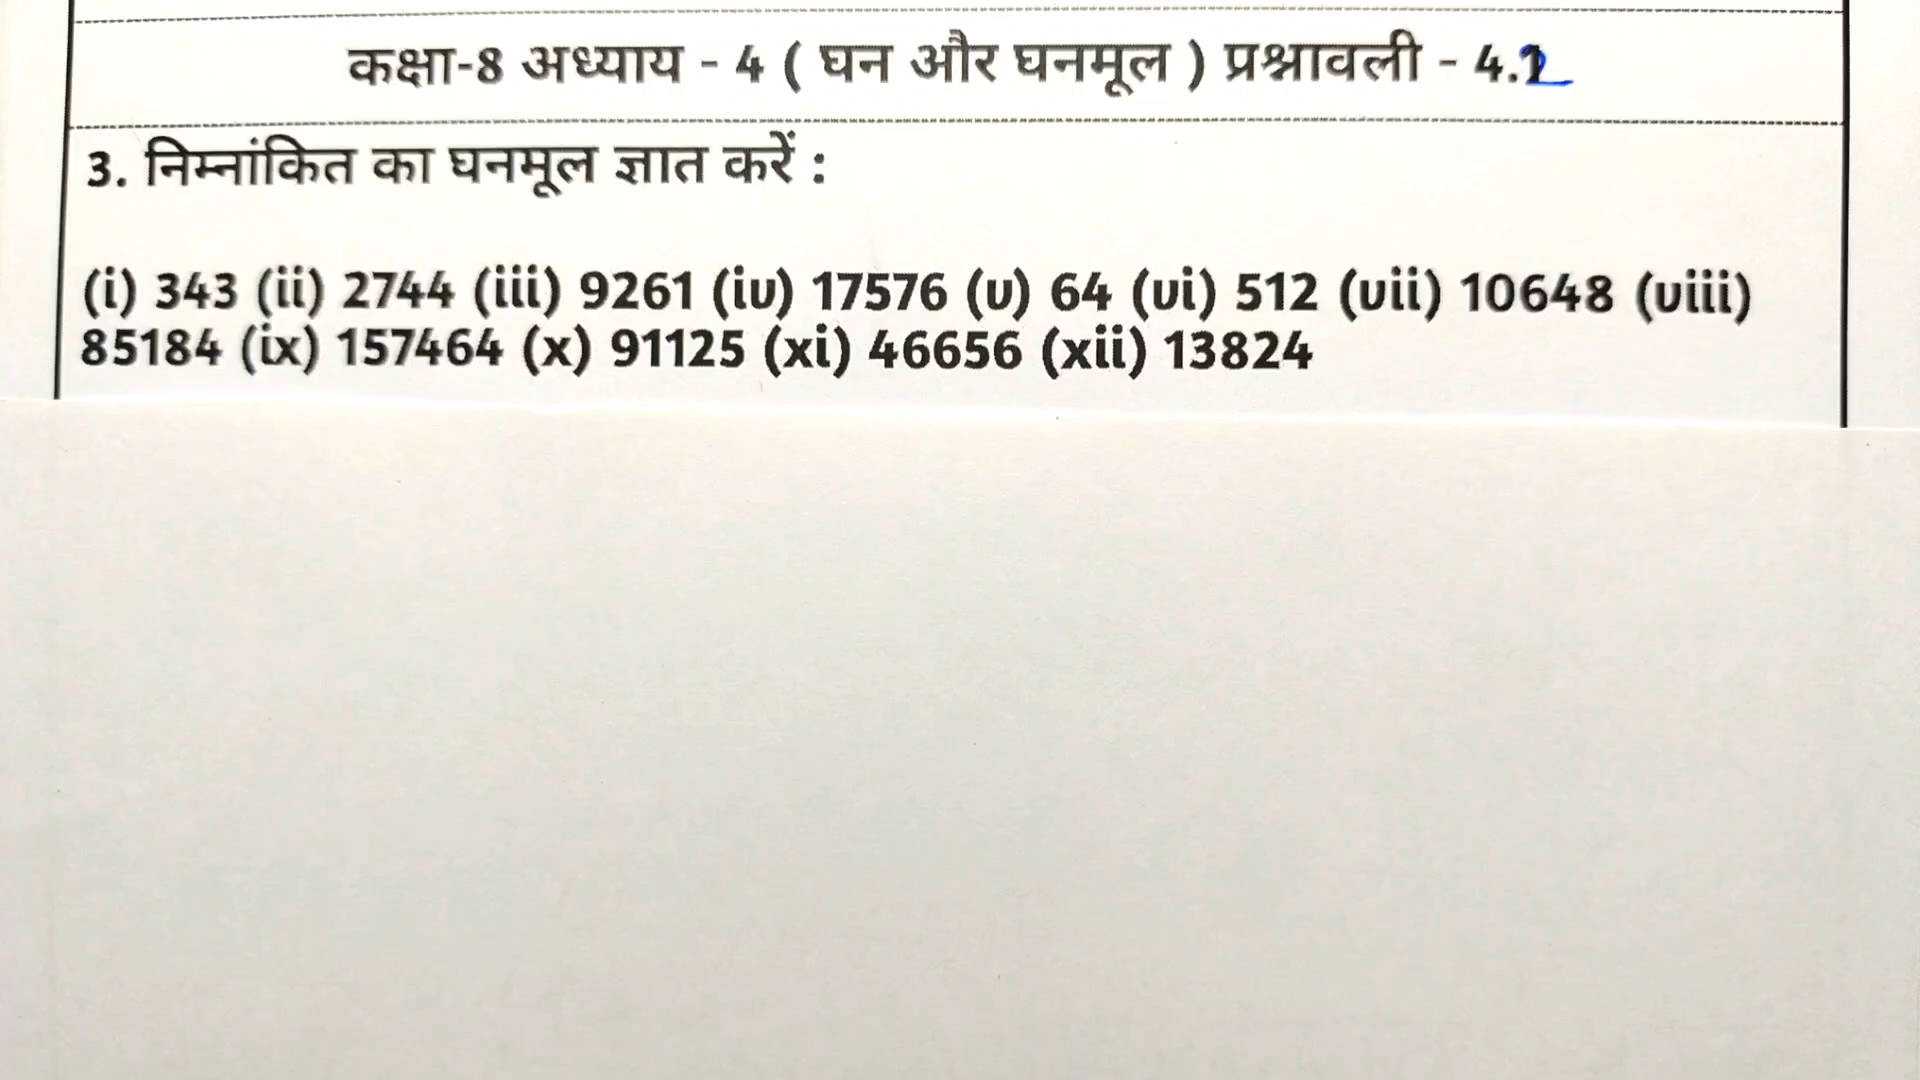 कक्षा-8 अध्याय - 4 ( घन और घनमूल ) प्रश्नावली - 4.2
3. निम्नांकित का घनमूल ज्ञात करें :
(i) 343 (ii) 2744 (iii) 9261 (iv) 17576 (v) 64 (vi) 512 (vii) 10648 (viii)
85184 (ix) 157464 (x) 91125 (xi) 46656 (xii) 13824